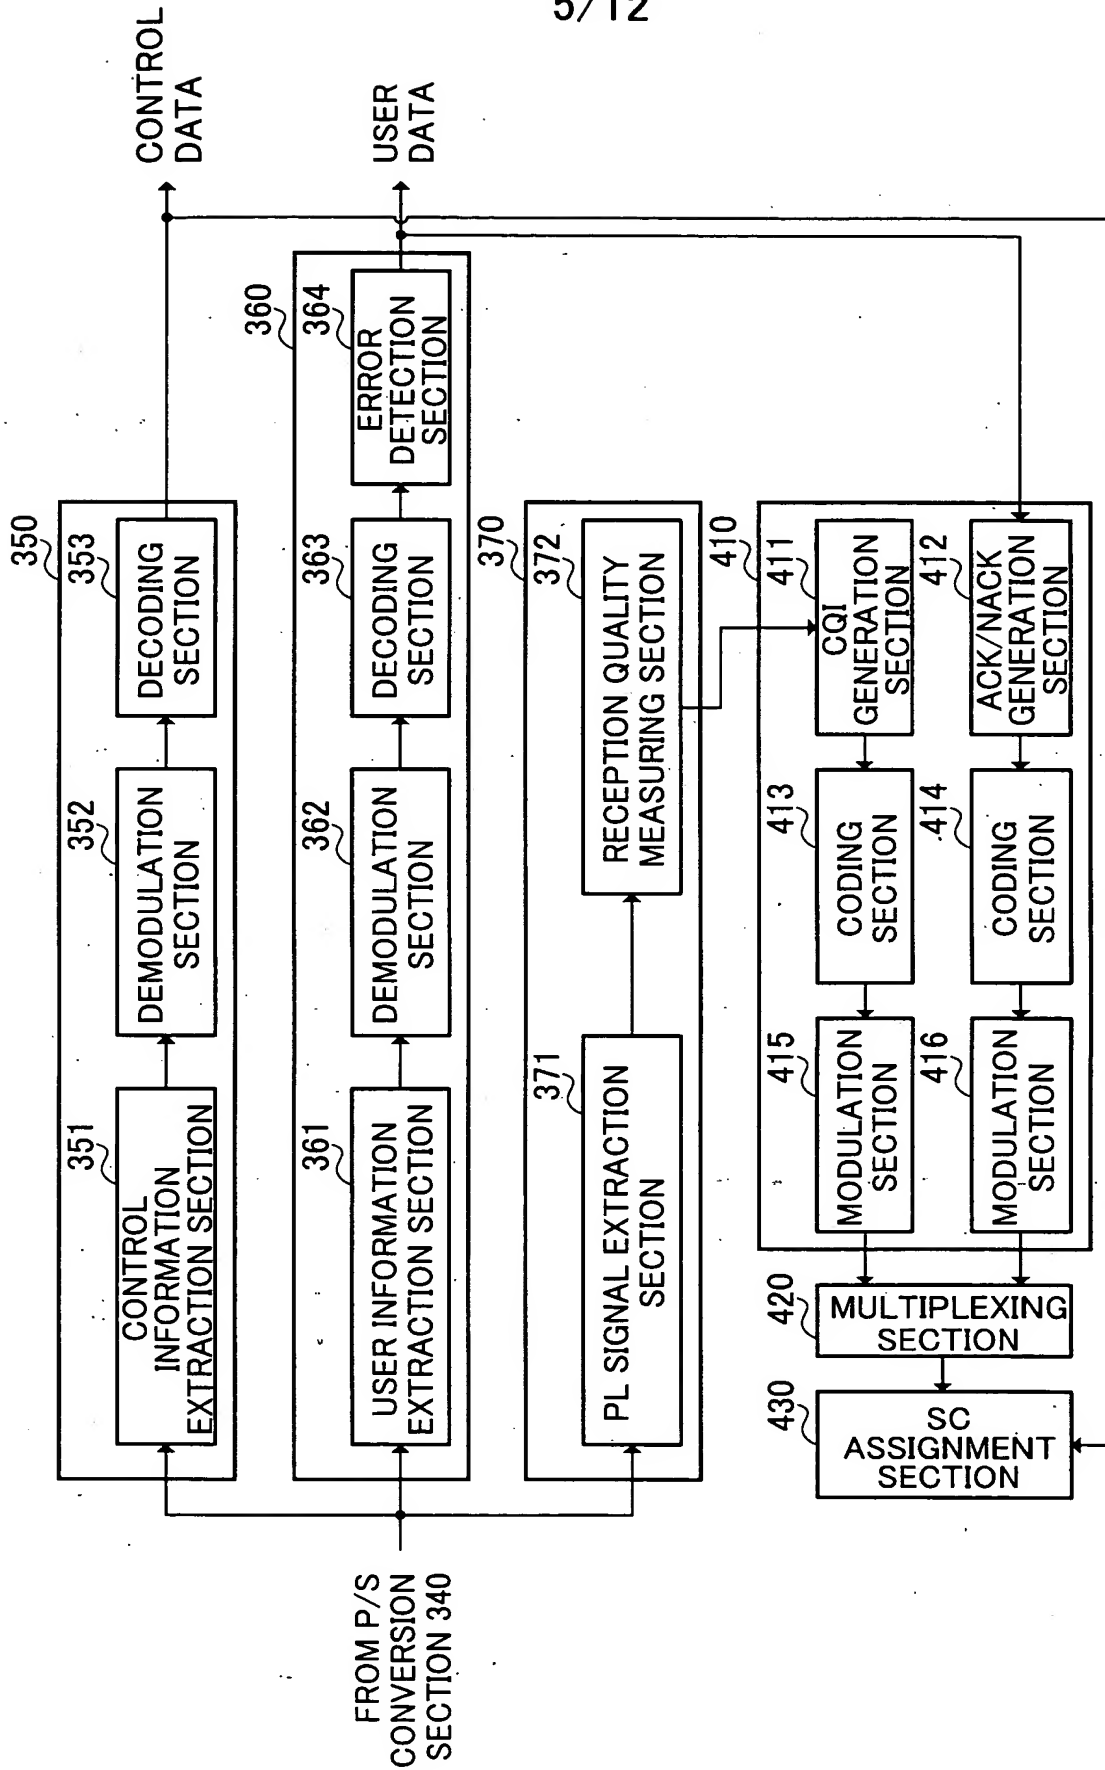 5/12
FROM P/S
CONVERSION
SECTION 340
350
351
CONTROL
INFORMATION
EXTRACTION SECTION
352
DEMODULATION
SECTION
353
DECODING
SECTION
CONTROL
DATA
360
361
USER INFORMATION
EXTRACTION SECTION
362
DEMODULATION
SECTION
363
DECODING
SECTION
364
ERROR
DETECTION
SECTION
USER
DATA
370
371
PL SIGNAL EXTRACTION
SECTION
372
RECEPTION QUALITY
MEASURING SECTION
410
411
CQI
GENERATION
SECTION
413
CODING
SECTION
415
MODULATION
SECTION
412
ACK/NACK
GENERATION
SECTION
414
CODING
SECTION
416
MODULATION
SECTION
420
MULTIPLEXING
SECTION
430
SC
ASSIGNMENT
SECTION